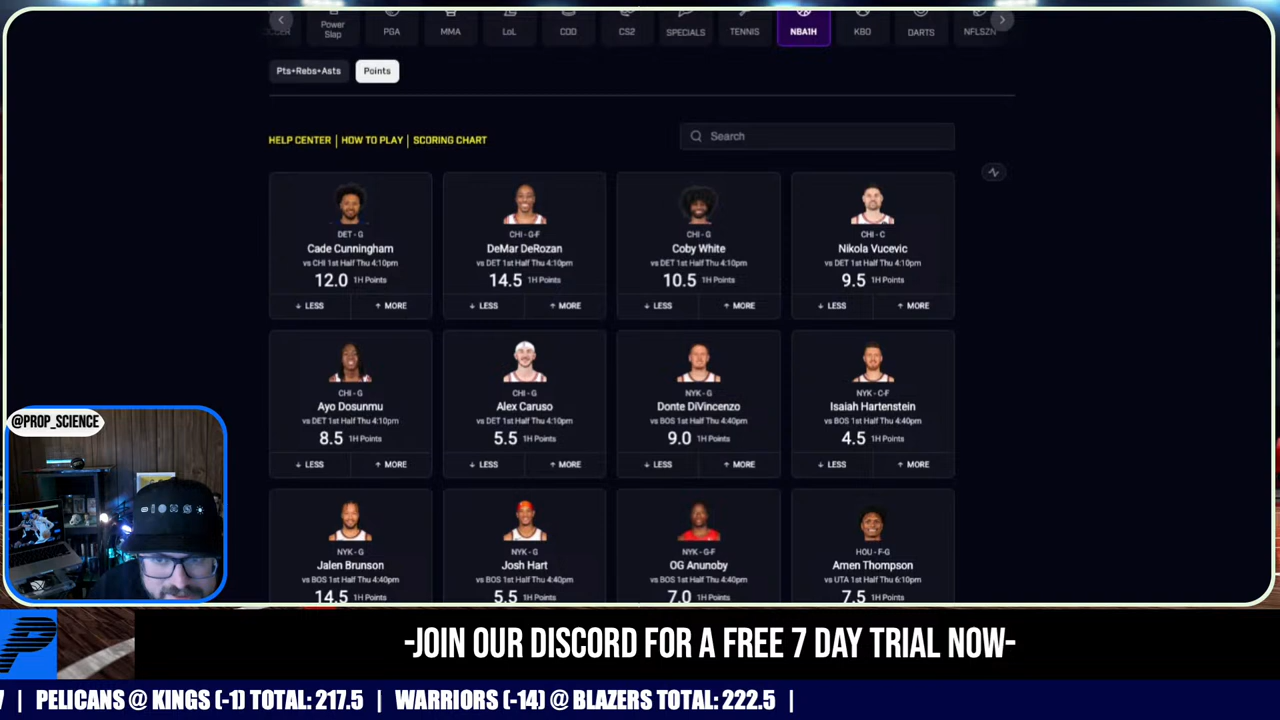 Power
Slap
PGA
MMA
LoL
COD
CS2
SPECIALS
TENNIS
NBA1H
KBO
DARTS
NFLSZN
Pts+Rebs+Asts
Points
HELP CENTER | HOW TO PLAY | SCORING CHART
Search
DET - G
Cade Cunningham
vs CHI 1st Half Thu 4:10pm
12.0 1H Points
↓ LESS ↑ MORE
CHI - G-F
DeMar DeRozan
vs DET 1st Half Thu 4:10pm
14.5 1H Points
↓ LESS ↑ MORE
CHI - G
Coby White
vs DET 1st Half Thu 4:10pm
10.5 1H Points
↓ LESS ↑ MORE
CHI - C
Nikola Vucevic
vs DET 1st Half Thu 4:10pm
9.5 1H Points
↓ LESS ↑ MORE
CHI - G
Ayo Dosunmu
vs DET 1st Half Thu 4:10pm
8.5 1H Points
↓ LESS ↑ MORE
CHI - G
Alex Caruso
vs DET 1st Half Thu 4:10pm
5.5 1H Points
↓ LESS ↑ MORE
NYK - G
Donte DiVincenzo
vs BOS 1st Half Thu 4:40pm
9.0 1H Points
↓ LESS ↑ MORE
NYK - C-F
Isaiah Hartenstein
vs BOS 1st Half Thu 4:40pm
4.5 1H Points
↓ LESS ↑ MORE
NYK - G
Jalen Brunson
vs BOS 1st Half Thu 4:40pm
14.5 1H Points
NYK - G
Josh Hart
vs BOS 1st Half Thu 4:40pm
5.5 1H Points
NYK - G-F
OG Anunoby
vs BOS 1st Half Thu 4:40pm
7.0 1H Points
HOU - F-G
Amen Thompson
vs UTA 1st Half Thu 6:10pm
7.5 1H Points
@PROP_SCIENCE
-JOIN OUR DISCORD FOR A FREE 7 DAY TRIAL NOW-
| PELICANS @ KINGS (-1) TOTAL: 217.5 | WARRIORS (-14) @ BLAZERS TOTAL: 222.5 |